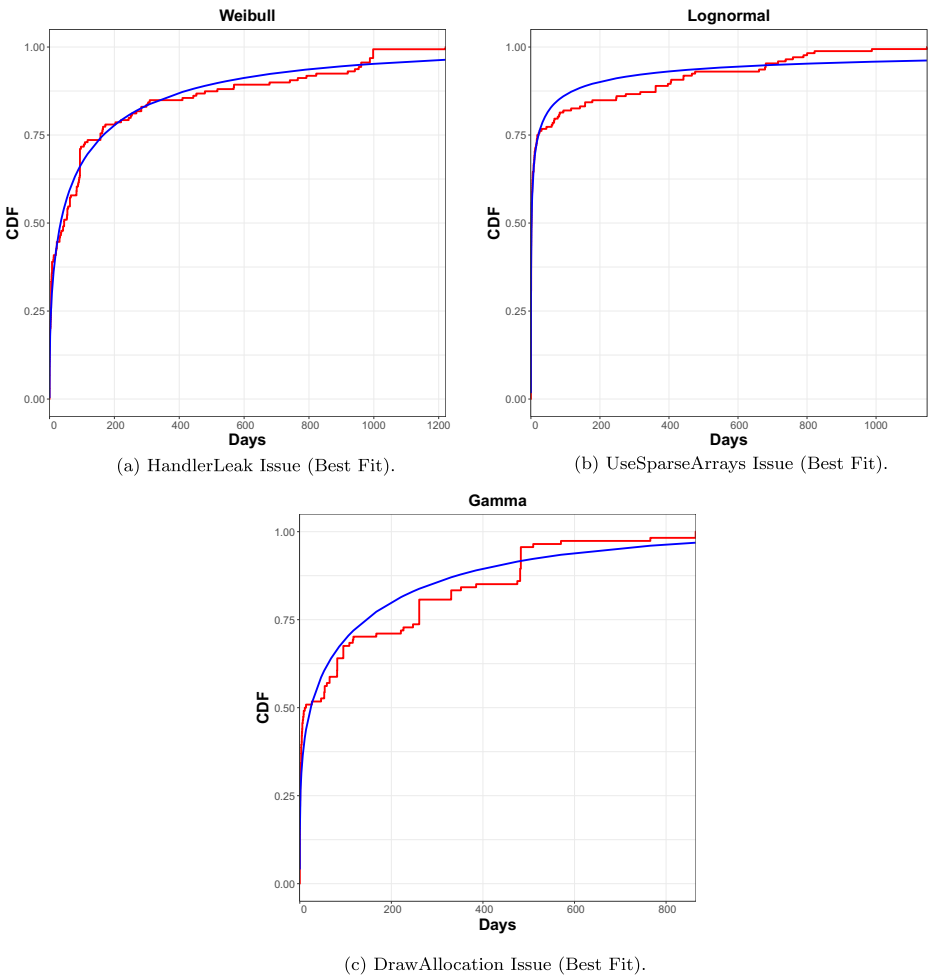 Weibull
1.00
0.75
0.50
0.25
0.00
CDF
0 200 400 600 800 1000 1200
Days
(a) HandlerLeak Issue (Best Fit).
Lognormal
1.00
0.75
0.50
0.25
0.00
CDF
0 200 400 600 800 1000
Days
(b) UseSparseArrays Issue (Best Fit).
Gamma
1.00
0.75
0.50
0.25
0.00
CDF
0 200 400 600 800
Days
(c) DrawAllocation Issue (Best Fit).